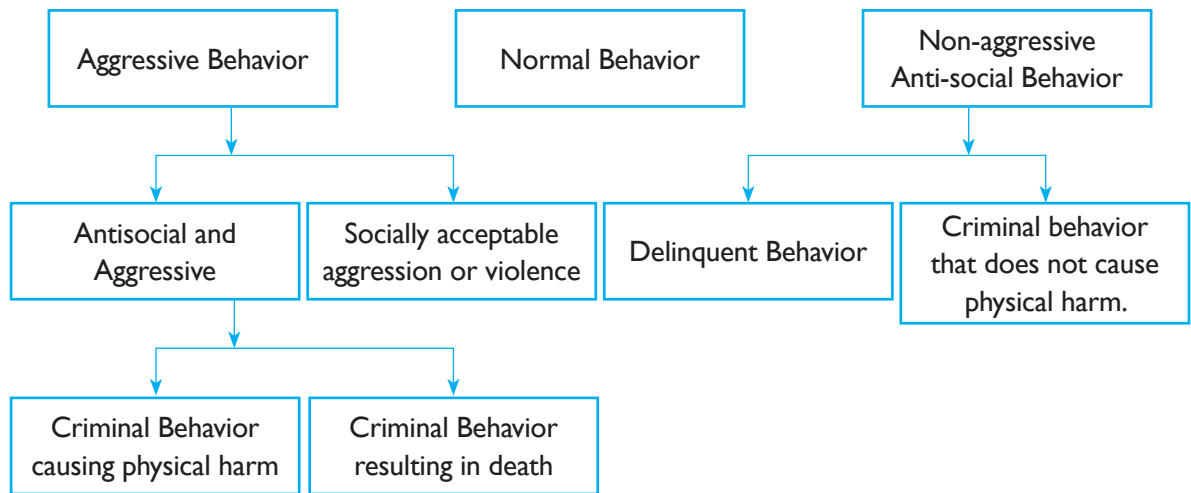 Aggressive Behavior
Normal Behavior
Non-aggressive
Anti-social Behavior
Antisocial and
Aggressive
Socially acceptable
aggression or violence
Delinquent Behavior
Criminal behavior
that does not cause
physical harm.
Criminal Behavior
causing physical harm
Criminal Behavior
resulting in death